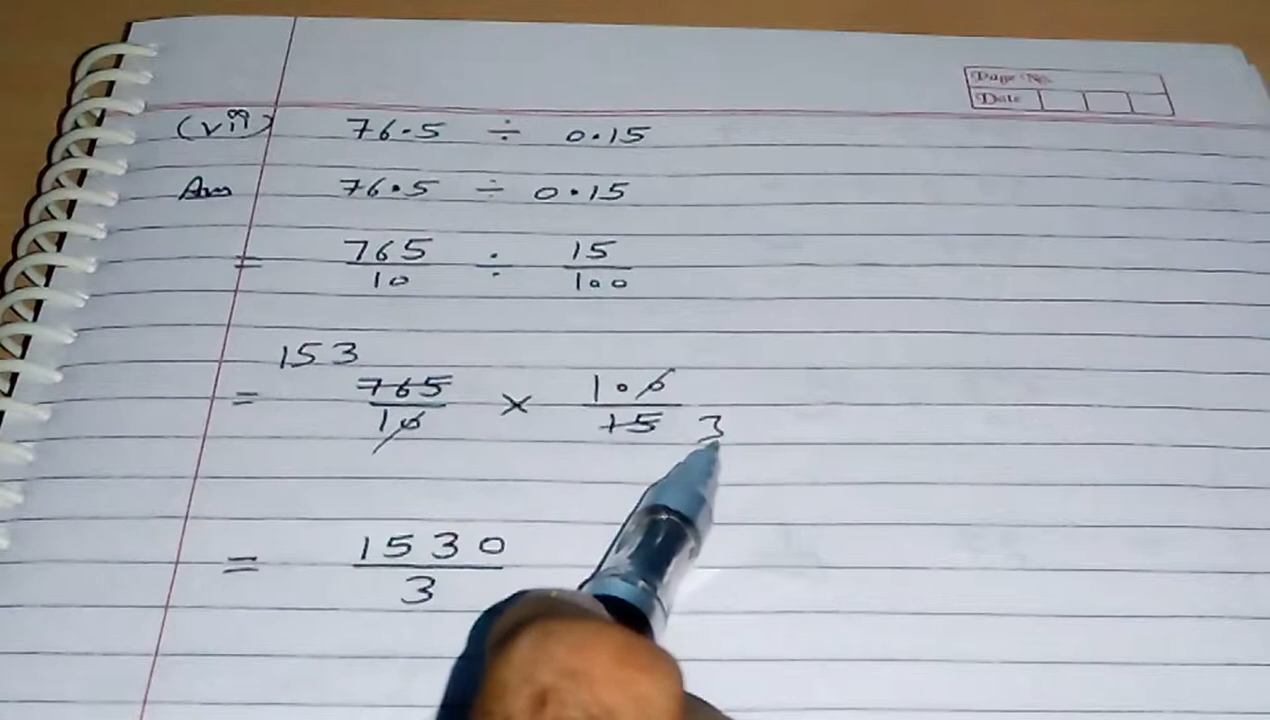 Page No.
Date
(vii) 76.5 ÷ 0.15
Ans 76.5 ÷ 0.15
= 765/10 ÷ 15/100
153
= 765/10 × 100/15 3
= 1530/3